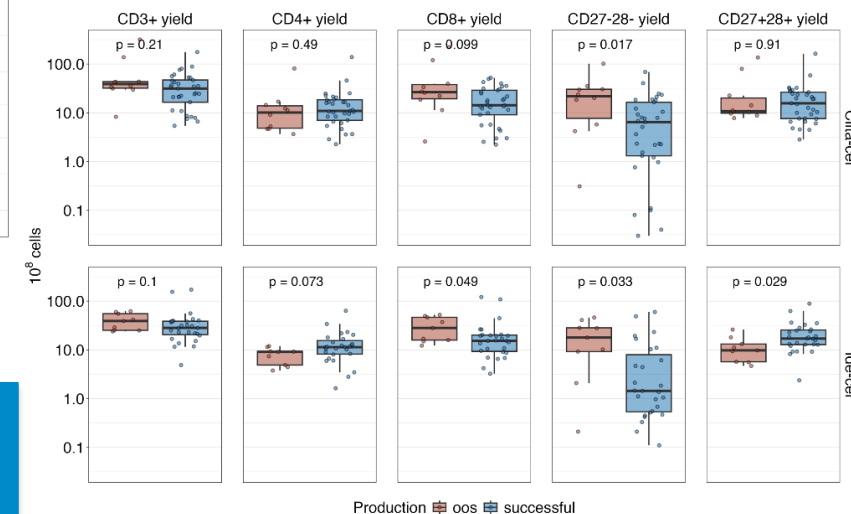 CD3+ yield CD4+ yield CD8+ yield CD27-28- yield CD27+28+ yield
p = 0.21 p = 0.49 p = 0.099 p = 0.017 p = 0.91
100.0
10.0
1.0
0.1
10⁸ cells
p = 0.1 p = 0.073 p = 0.049 p = 0.033 p = 0.029
100.0
10.0
1.0
0.1
Production oos successful